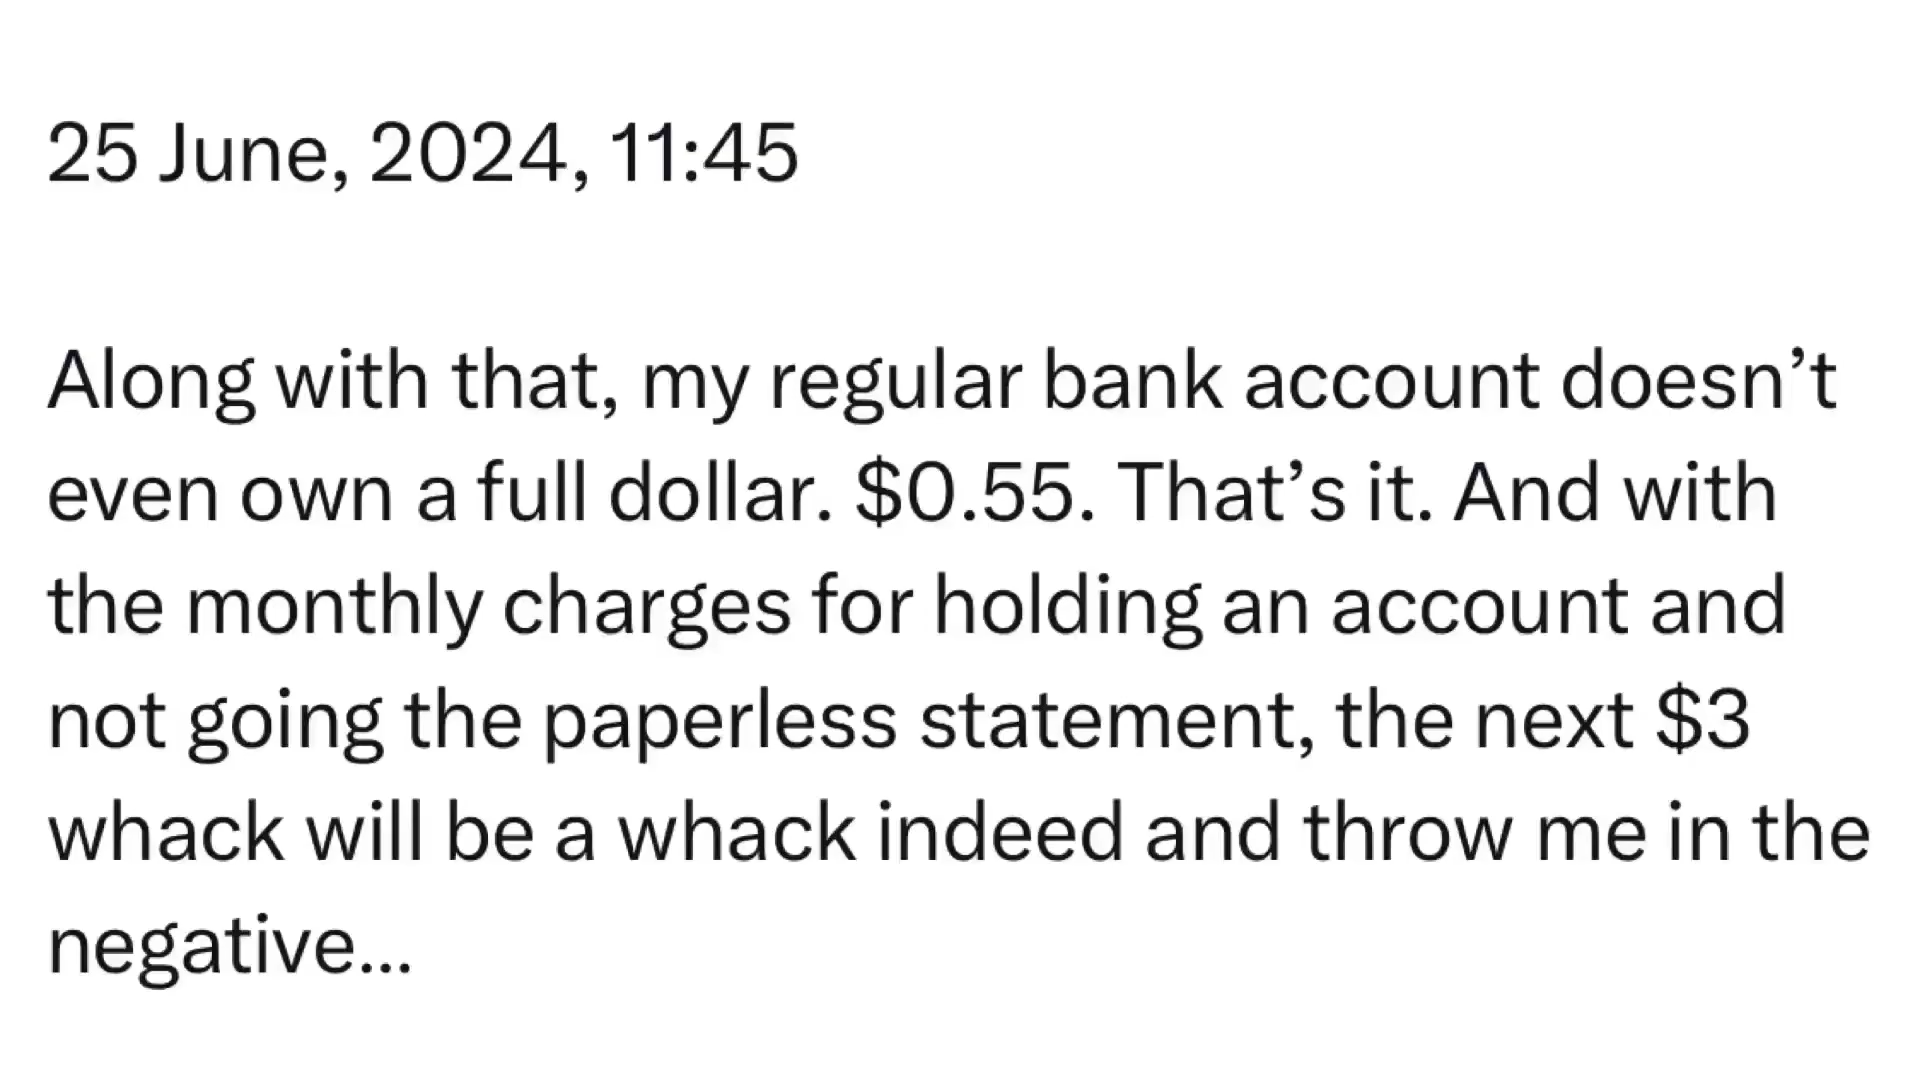 25 June, 2024, 11:45
Along with that, my regular bank account doesn’t
even own a full dollar. $0.55. That’s it. And with
the monthly charges for holding an account and
not going the paperless statement, the next $3
whack will be a whack indeed and throw me in the
negative...